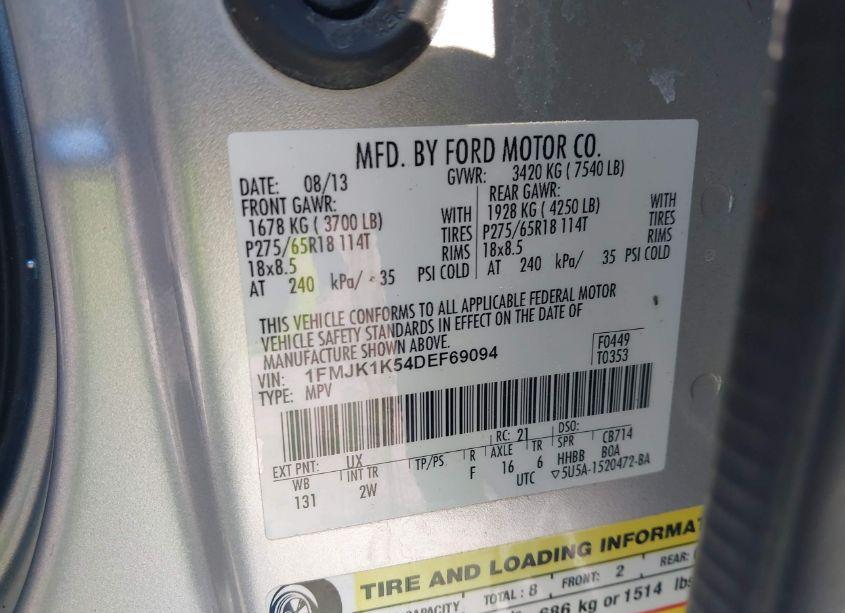 MFD. BY FORD MOTOR CO.
DATE: 08/13 GVWR: 3420 KG ( 7540 LB)
FRONT GAWR: REAR GAWR:
1678 KG ( 3700 LB) WITH 1928 KG ( 4250 LB) WITH
P275/65R18 114T TIRES P275/65R18 114T TIRES
18x8.5 RIMS 18x8.5 RIMS
AT 240 kPa/ 35 PSI COLD AT 240 kPa/ 35 PSI COLD
THIS VEHICLE CONFORMS TO ALL APPLICABLE FEDERAL MOTOR
VEHICLE SAFETY STANDARDS IN EFFECT ON THE DATE OF
MANUFACTURE SHOWN ABOVE. F0449
VIN: 1FMJK1K54DEF69094 T0353
TYPE: MPV
EXT PNT: UX RC: 21 DSO:
WB INT TR TP/PS R AXLE TR SPR CB714
131 2W F 16 6 HHBB B0A
UTC ▽5U5A-1520472-BA
TIRE AND LOADING INFORMAT
CAPACITY TOTAL : 8 FRONT: 2 REAR:
686 kg or 1514 lbs